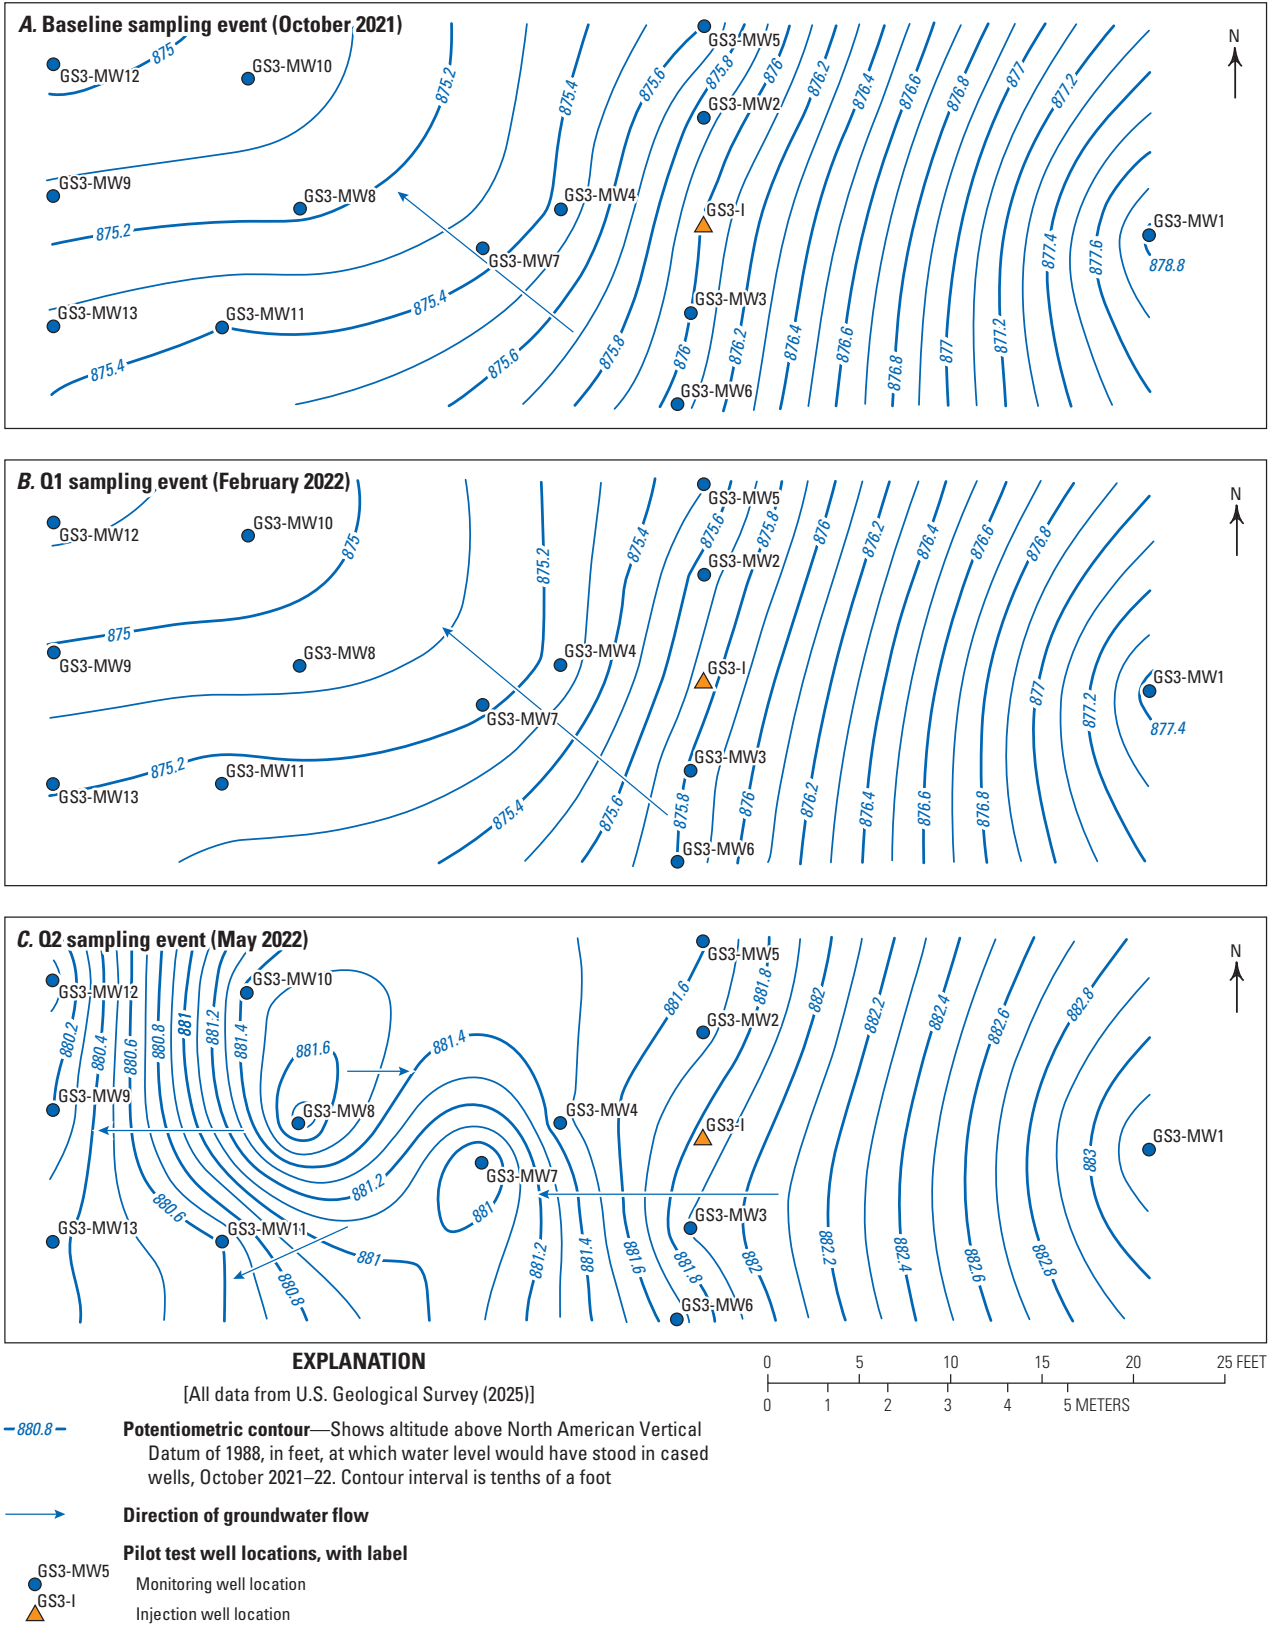 A. Baseline sampling event (October 2021)
N
875
875.2
875.4
875.6
875.8
876
876.2
876.4
876.6
876.8
877
877.2
GS3-MW5
GS3-MW12
GS3-MW10
GS3-MW2
GS3-MW9
GS3-MW8
GS3-MW4
GS3-I
GS3-MW1
875.2
877.4
877.6
878.8
GS3-MW7
GS3-MW13
GS3-MW11
875.4
GS3-MW3
875.4
875.6
875.8
876
876.2
876.4
876.6
876.8
877
877.2
GS3-MW6
B. Q1 sampling event (February 2022)
N
GS3-MW5
GS3-MW12
GS3-MW10
875
875.2
875.4
875.6
875.8
876
876.2
876.4
876.6
876.8
GS3-MW2
875
GS3-MW9
GS3-MW8
GS3-MW4
GS3-I
GS3-MW1
877
877.2
877.4
GS3-MW7
875.2
GS3-MW13
GS3-MW11
GS3-MW3
875.4
875.6
875.8
876
876.2
876.4
876.6
876.8
GS3-MW6
C. Q2 sampling event (May 2022)
N
GS3-MW5
GS3-MW12
GS3-MW10
880.2
880.4
880.6
880.8
881
881.2
881.4
881.6
881.4
881.6
881.8
882
882.2
882.4
882.6
882.8
GS3-MW2
GS3-MW9
GS3-MW8
GS3-MW4
GS3-I
GS3-MW1
883
GS3-MW7
881.2
881
880.6
GS3-MW13
GS3-MW11
GS3-MW3
881
880.8
881.2
881.4
881.6
881.8
882
882.2
882.4
882.6
882.8
GS3-MW6
EXPLANATION
[All data from U.S. Geological Survey (2025)]
0 5 10 15 20 25 FEET
0 1 2 3 4 5 METERS
880.8
Potentiometric contour—Shows altitude above North American Vertical
Datum of 1988, in feet, at which water level would have stood in cased
wells, October 2021–22. Contour interval is tenths of a foot
Direction of groundwater flow
Pilot test well locations, with label
GS3-MW5
Monitoring well location
GS3-I
Injection well location